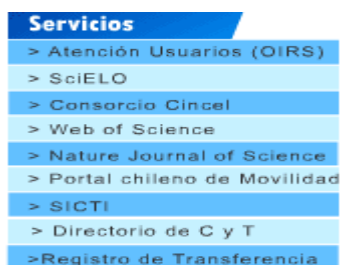 Servicios
> Atención Usuarios (OIRS)
> SciELO
> Consorcio Cincel
> Web of Science
> Nature Journal of Science
> Portal chileno de Movilidad
> SICTI
> Directorio de C y T
>Registro de Transferencia